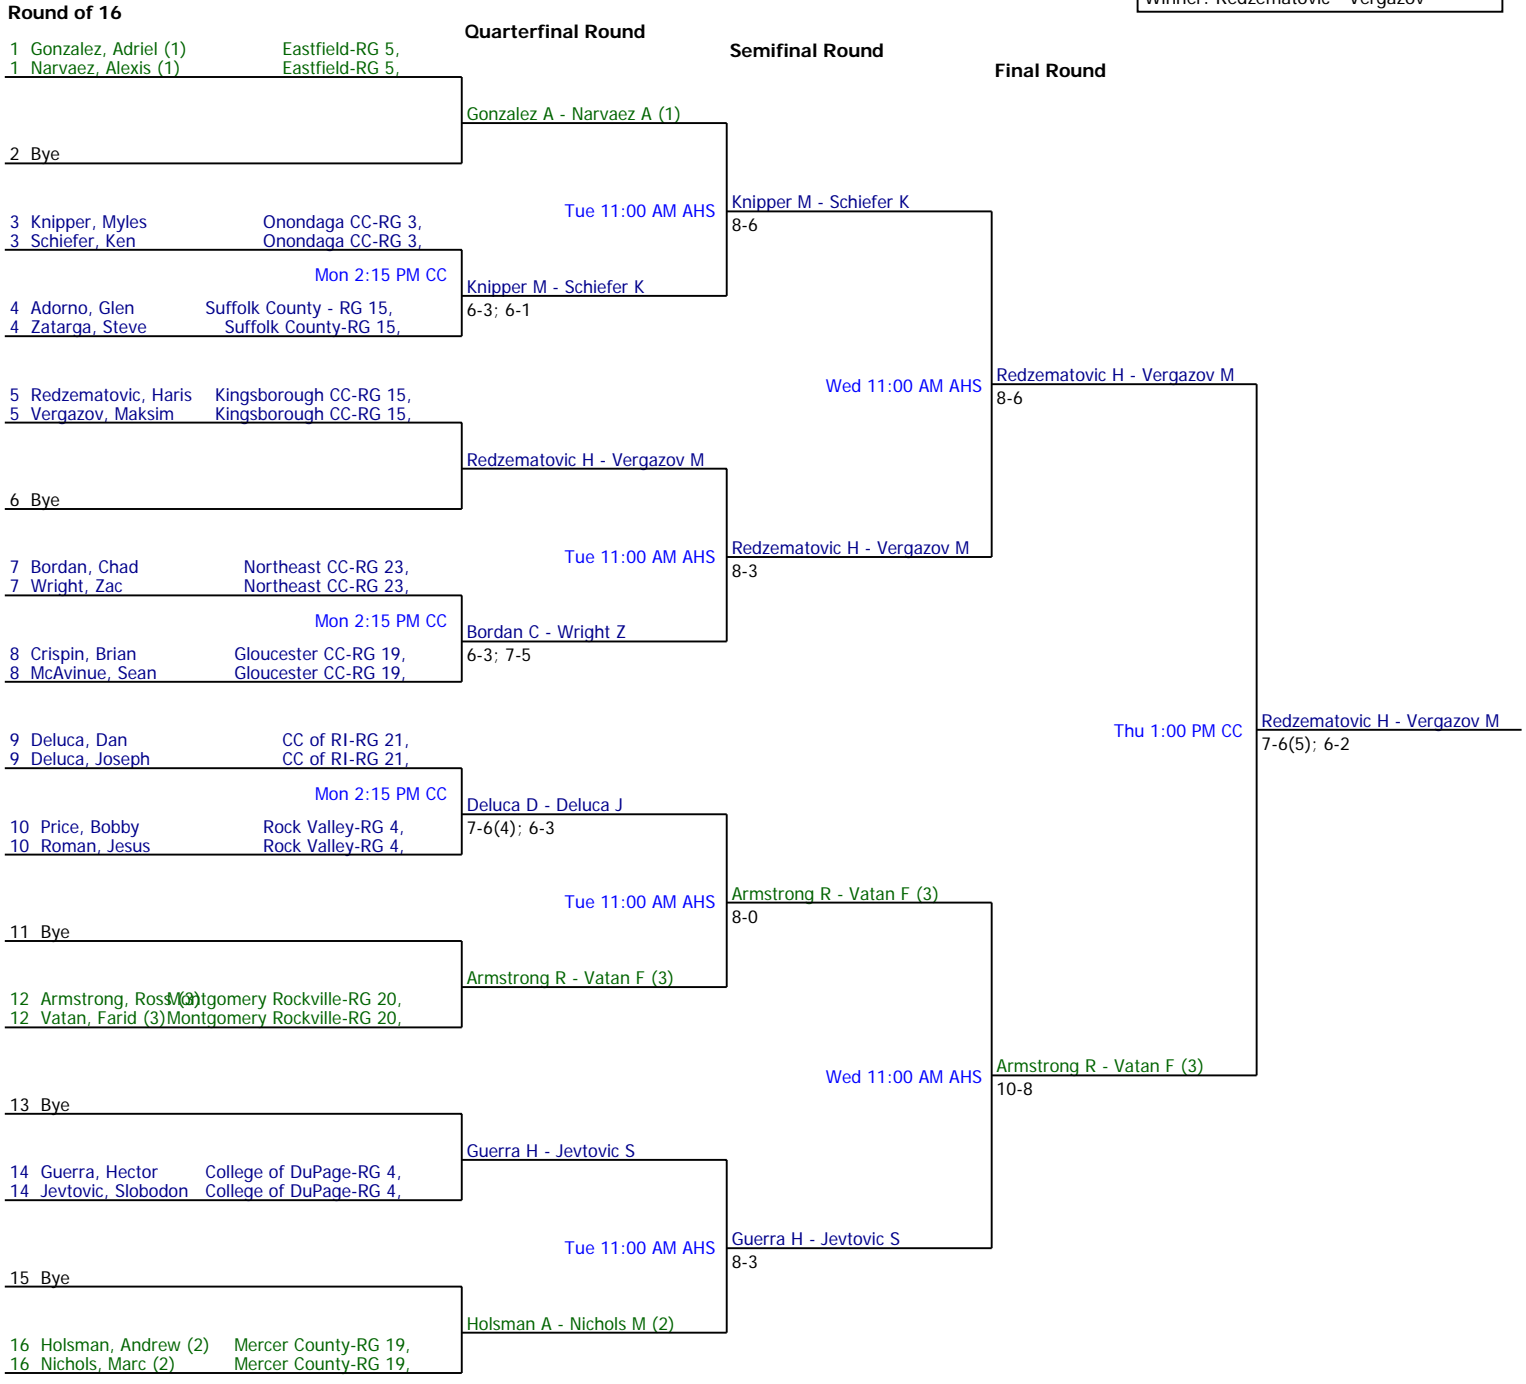 Winner: Redzematovic - Vergazov
Round of 16
Quarterfinal Round
Semifinal Round
Final Round
1 Gonzalez, Adriel (1) Eastfield-RG 5,
1 Narvaez, Alexis (1) Eastfield-RG 5,
Gonzalez A - Narvaez A (1)
2 Bye
Tue 11:00 AM AHS
Knipper M - Schiefer K
8-6
3 Knipper, Myles Onondaga CC-RG 3,
3 Schiefer, Ken Onondaga CC-RG 3,
Mon 2:15 PM CC
Knipper M - Schiefer K
6-3; 6-1
4 Adorno, Glen Suffolk County - RG 15,
4 Zatarga, Steve Suffolk County-RG 15,
Wed 11:00 AM AHS
Redzematovic H - Vergazov M
8-6
5 Redzematovic, Haris Kingsborough CC-RG 15,
5 Vergazov, Maksim Kingsborough CC-RG 15,
Redzematovic H - Vergazov M
6 Bye
Tue 11:00 AM AHS
Redzematovic H - Vergazov M
8-3
7 Bordan, Chad Northeast CC-RG 23,
7 Wright, Zac Northeast CC-RG 23,
Mon 2:15 PM CC
Bordan C - Wright Z
6-3; 7-5
8 Crispin, Brian Gloucester CC-RG 19,
8 McAvinue, Sean Gloucester CC-RG 19,
Thu 1:00 PM CC
Redzematovic H - Vergazov M
7-6(5); 6-2
9 Deluca, Dan CC of RI-RG 21,
9 Deluca, Joseph CC of RI-RG 21,
Mon 2:15 PM CC
Deluca D - Deluca J
7-6(4); 6-3
10 Price, Bobby Rock Valley-RG 4,
10 Roman, Jesus Rock Valley-RG 4,
Tue 11:00 AM AHS
Armstrong R - Vatan F (3)
8-0
11 Bye
Armstrong R - Vatan F (3)
12 Armstrong, Ross (3) Montgomery Rockville-RG 20,
12 Vatan, Farid (3) Montgomery Rockville-RG 20,
Wed 11:00 AM AHS
Armstrong R - Vatan F (3)
10-8
13 Bye
Guerra H - Jevtovic S
14 Guerra, Hector College of DuPage-RG 4,
14 Jevtovic, Slobodon College of DuPage-RG 4,
Tue 11:00 AM AHS
Guerra H - Jevtovic S
8-3
15 Bye
Holsman A - Nichols M (2)
16 Holsman, Andrew (2) Mercer County-RG 19,
16 Nichols, Marc (2) Mercer County-RG 19,